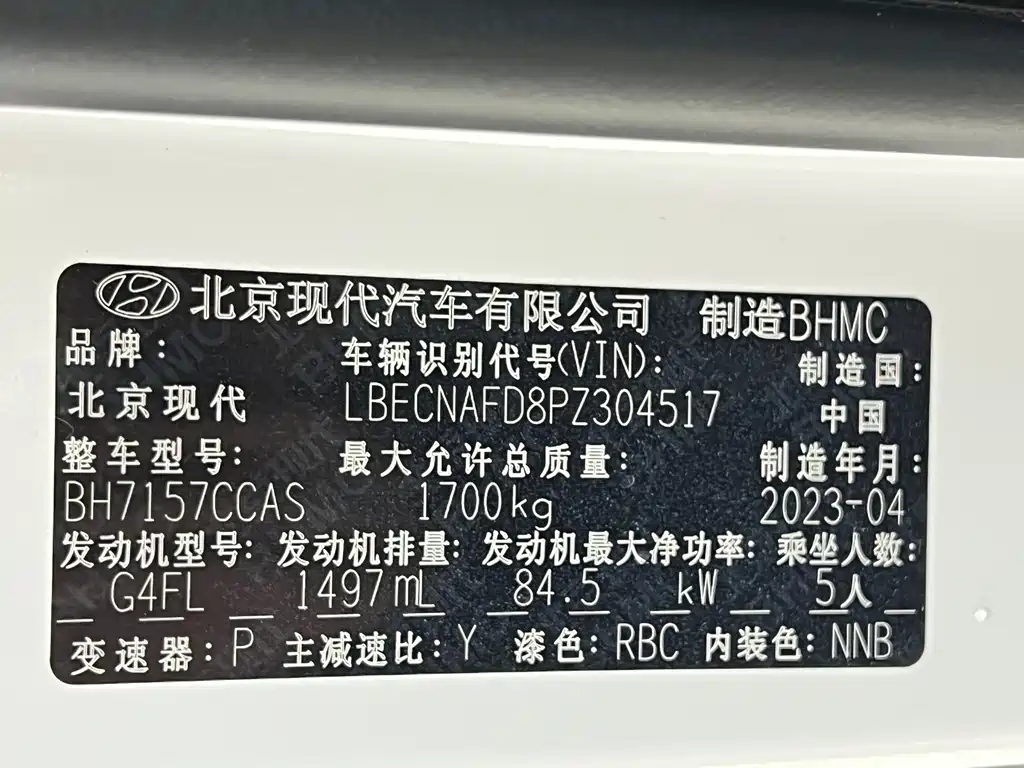 北京现代汽车有限公司 制造BHMC
品牌: 车辆识别代号(VIN): 制造国:
北京现代 LBECNAFD8PZ304517 中国
整车型号: 最大允许总质量: 制造年月:
BH7157CCAS 1700kg 2023-04
发动机型号: 发动机排量: 发动机最大净功率: 乘坐人数:
G4FL 1497mL 84.5 kW 5人
变速器: P 主减速比: Y 漆色: RBC 内装色: NNB